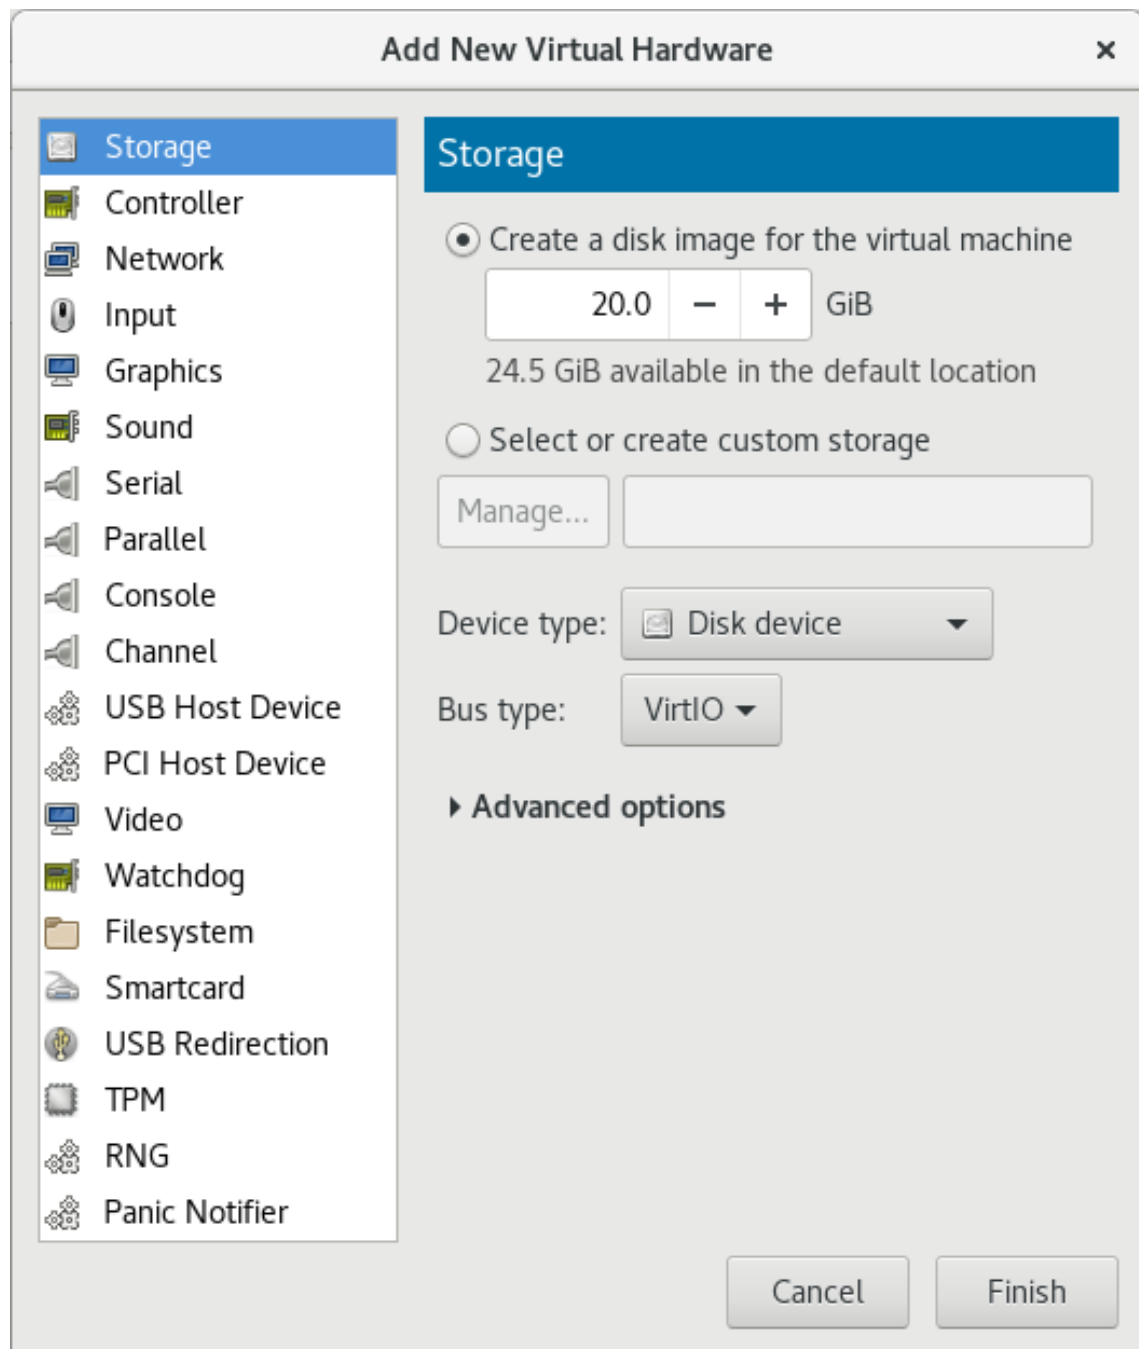 Add New Virtual Hardware
Storage
Controller
Network
Input
Graphics
Sound
Serial
Parallel
Console
Channel
USB Host Device
PCI Host Device
Video
Watchdog
Filesystem
Smartcard
USB Redirection
TPM
RNG
Panic Notifier
Storage
Create a disk image for the virtual machine
20.0 − + GiB
24.5 GiB available in the default location
Select or create custom storage
Manage...
Device type: Disk device
Bus type: VirtIO
Advanced options
Cancel Finish